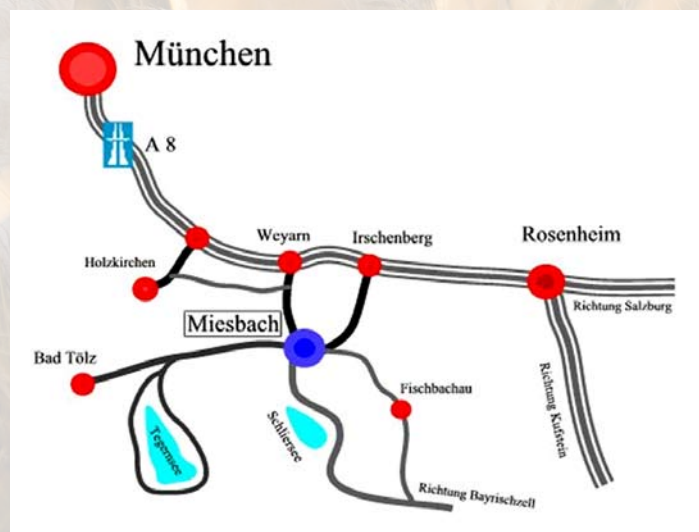 München
A 8
Weyarn
Irschenberg
Rosenheim
Holzkirchen
Richtung Salzburg
Miesbach
Bad Tölz
Fischbachau
Richtung Kufstein
Tegernsee
Schliersee
Richtung Bayrischzell